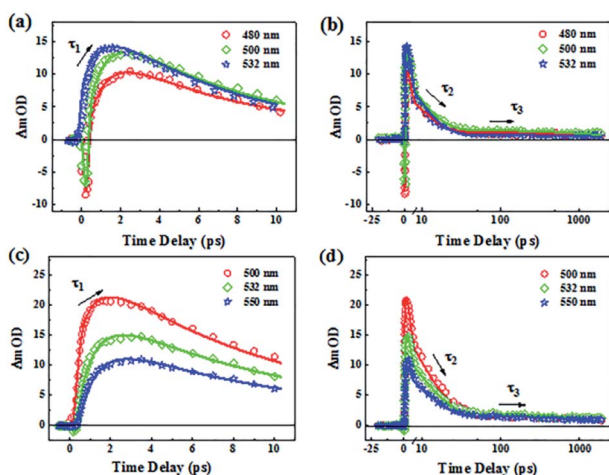 (a)
τ1
480 nm
500 nm
532 nm
ΔmOD
15
10
5
0
-5
-10
0 2 4 6 8 10
Time Delay (ps)
(b)
480 nm
500 nm
532 nm
τ2
τ3
ΔmOD
15
10
5
0
-5
-10
-25 0 10 100 1000
Time Delay (ps)
(c)
τ1
500 nm
532 nm
550 nm
ΔmOD
25
20
15
10
5
0
0 2 4 6 8 10
Time Delay (ps)
(d)
500 nm
532 nm
550 nm
τ2
τ3
ΔmOD
25
20
15
10
5
0
-25 0 10 100 1000
Time Delay (ps)